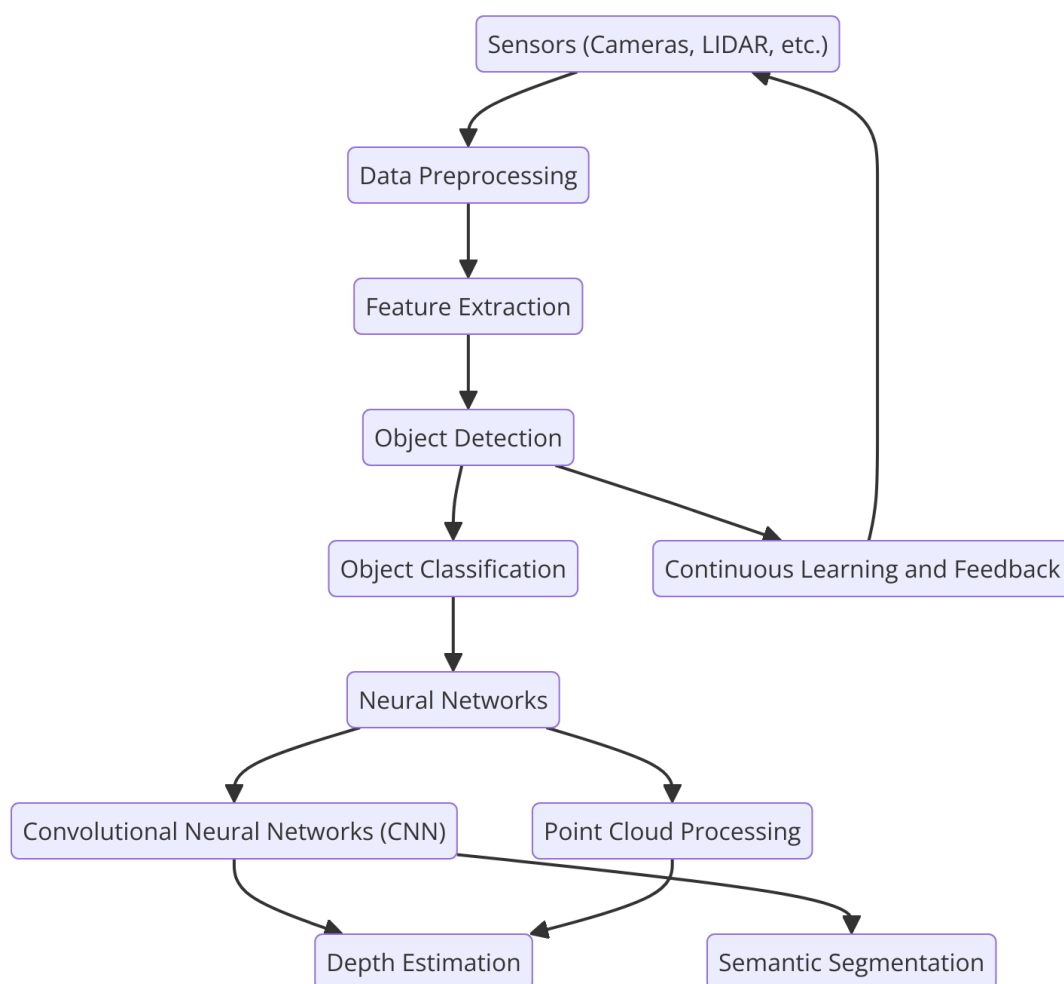 Sensors (Cameras, LIDAR, etc.)
Data Preprocessing
Feature Extraction
Object Detection
Object Classification
Continuous Learning and Feedback
Neural Networks
Convolutional Neural Networks (CNN)
Point Cloud Processing
Depth Estimation
Semantic Segmentation